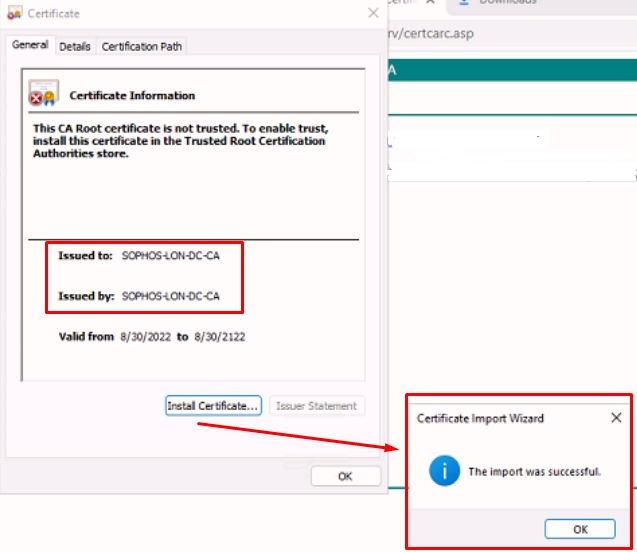 Certificate
Downloads
General Details Certification Path
rv/certcarc.asp
Certificate Information
This CA Root certificate is not trusted. To enable trust,
install this certificate in the Trusted Root Certification
Authorities store.
Issued to: SOPHOS-LON-DC-CA
Issued by: SOPHOS-LON-DC-CA
Valid from 8/30/2022 to 8/30/2122
Install Certificate... Issuer Statement
OK
Certificate Import Wizard
The import was successful.
OK